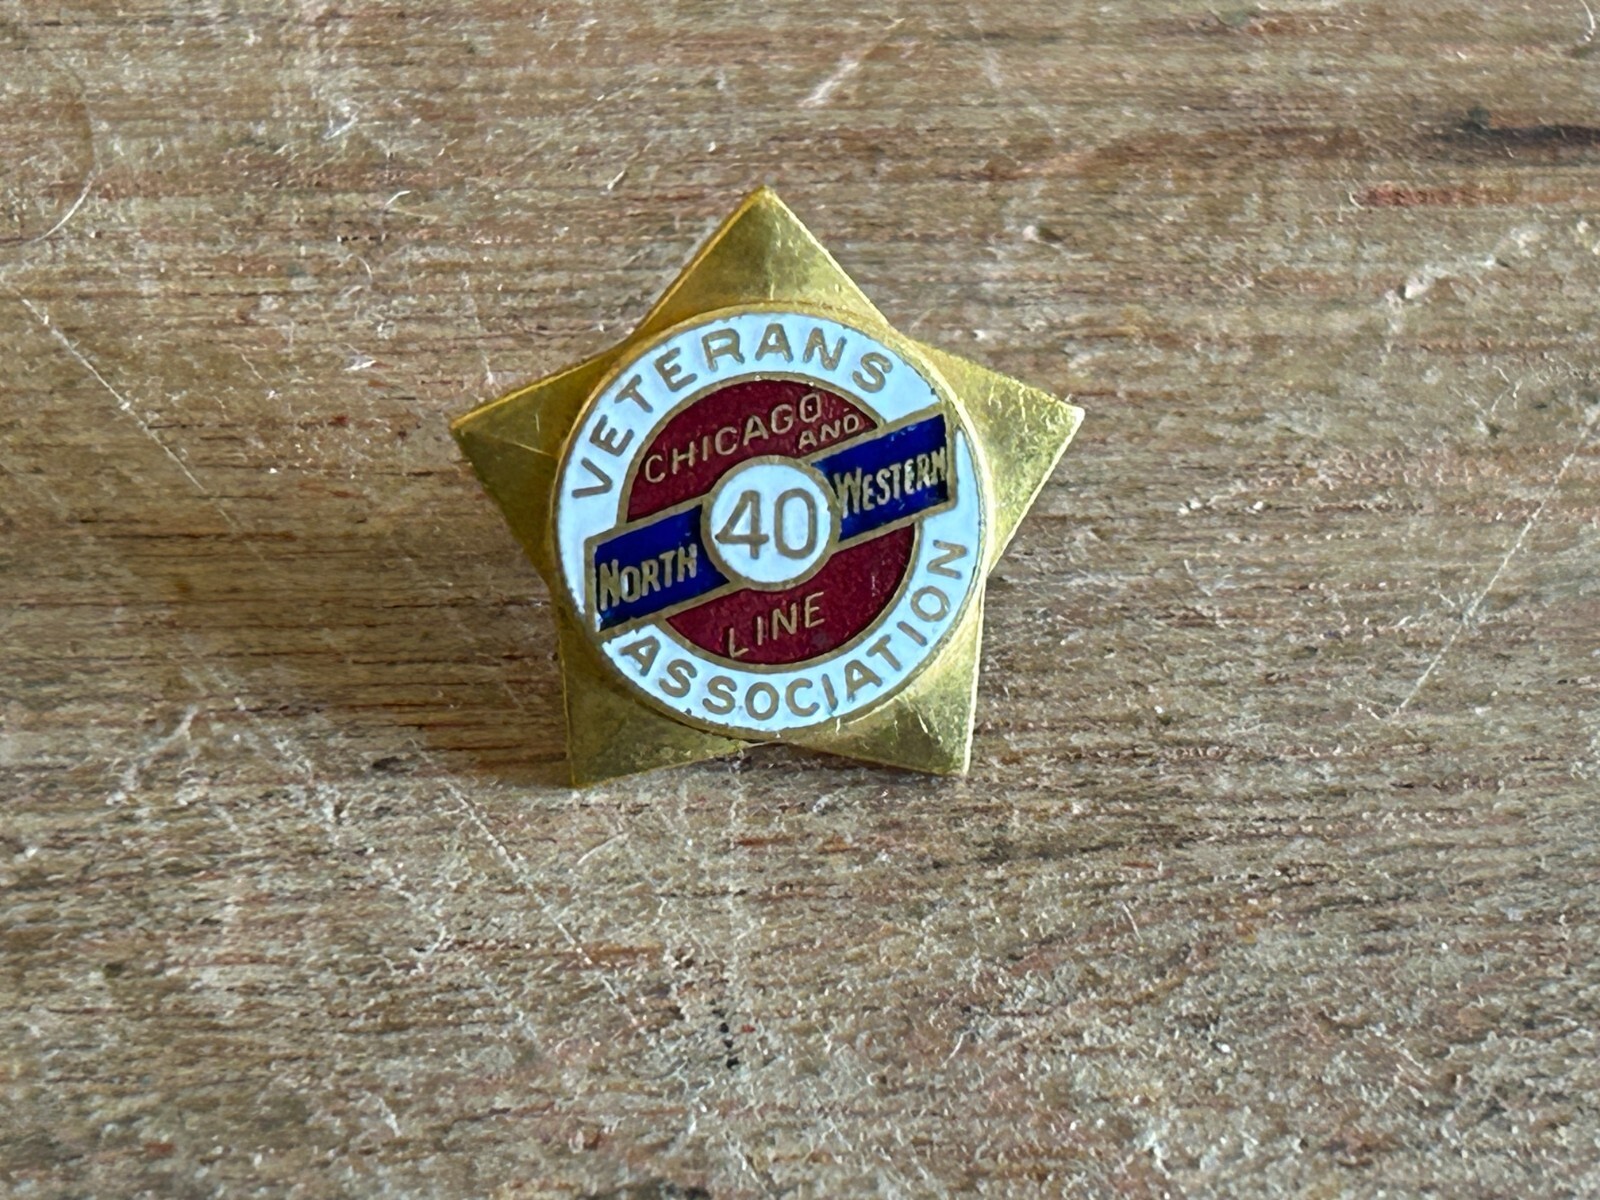 VETERANS
CHICAGO
AND
NORTH 40 WESTERN
LINE
ASSOCIATION